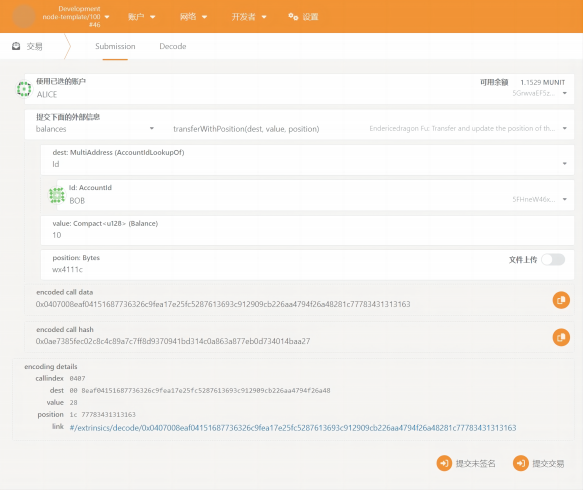 Development
node-template/100
#46
账户
网络
开发者
设置
交易
Submission
Decode
使用已选的账户
ALICE
可用余额 1,1529 MUNIT
5GrwvaEF5z...
提交下面的外部信息
balances
transferWithPosition(dest, value, position)
Endericedragon Fu; Transfer and update the position of th...
dest: MultiAddress (AccountIdLookupOf)
Id
Id: AccountId
BOB
5FHneW46x...
value: Compact<u128> (Balance)
10
position: Bytes
wx4111c
文件上传
encoded call data
0x0407008eaf04151687736326c9fea17e25fc5287613693c912909cb226aa4794f26a48281c77783431313163
encoded call hash
0x0ae7385fec02c8c4c89a7c7ff8d9370941bd314c0a863a877eb0d734014baa27
encoding details
callindex 0407
dest 00 8eaf04151687736326c9fea17e25fc5287613693c912909cb226aa4794f26a48
value 28
position 1c 77783431313163
link #/extrinsics/decode/0x0407008eaf04151687736326c9fea17e25fc5287613693c912909cb226aa4794f26a48281c77783431313163
提交未签名
提交交易